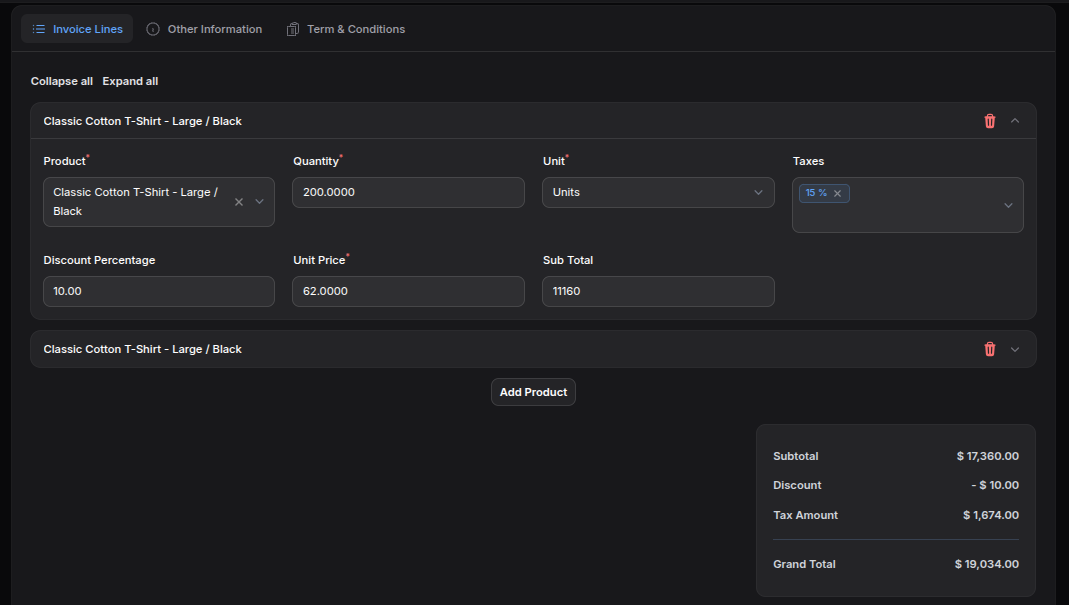 Invoice Lines
Other Information
Term & Conditions
Collapse all
Expand all
Classic Cotton T-Shirt - Large / Black
Product*
Quantity*
Unit*
Taxes
Classic Cotton T-Shirt - Large /
Black
200.0000
Units
15 %
Discount Percentage
Unit Price*
Sub Total
10.00
62.0000
11160
Classic Cotton T-Shirt - Large / Black
Add Product
Subtotal $ 17,360.00
Discount - $ 10.00
Tax Amount $ 1,674.00
Grand Total $ 19,034.00